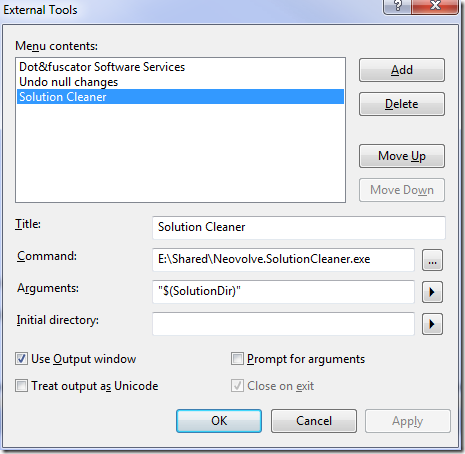 External Tools
Menu contents:
Dot&fuscator Software Services
Undo null changes
Solution Cleaner
Add
Delete
Move Up
Move Down
Title:
Solution Cleaner
Command:
E:\Shared\Neovolve.SolutionCleaner.exe
...
Arguments:
"$(SolutionDir)"
Initial directory:
Use Output window
Prompt for arguments
Treat output as Unicode
Close on exit
OK
Cancel
Apply